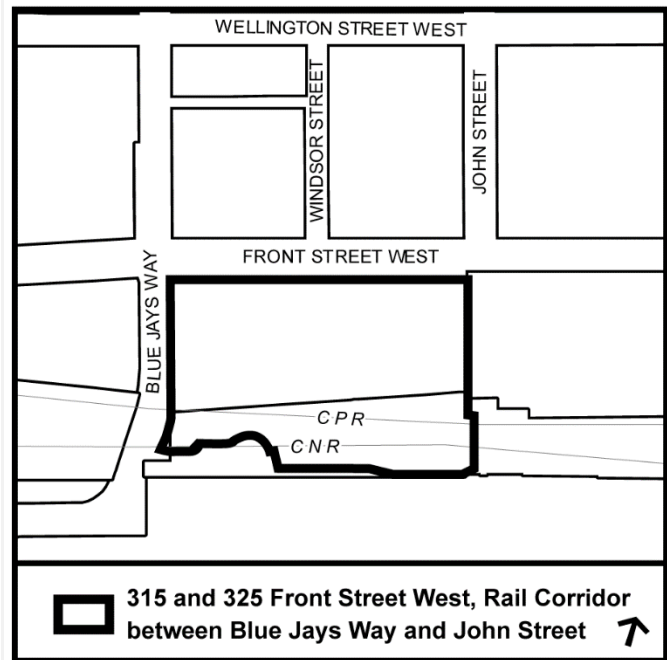 WELLINGTON STREET WEST
WINDSOR STREET
JOHN STREET
FRONT STREET WEST
BLUE JAYS WAY
CPR
CNR
315 and 325 Front Street West, Rail Corridor
between Blue Jays Way and John Street